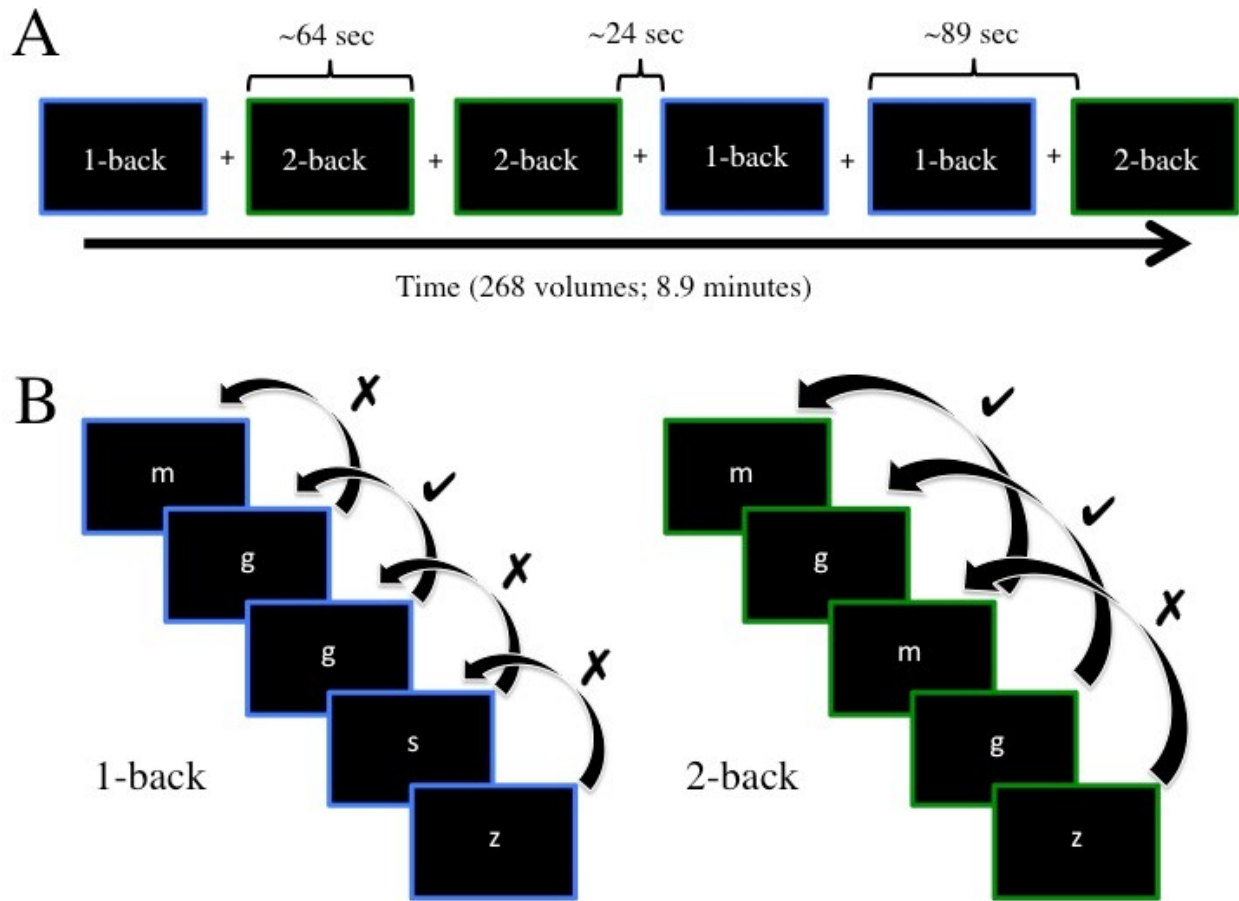 A
~64 sec
~24 sec
~89 sec
1-back + 2-back + 2-back + 1-back + 1-back + 2-back
Time (268 volumes; 8.9 minutes)
B
✗
✓
✗
✗
m
g
g
s
z
1-back
✓
✓
✗
m
g
m
g
z
2-back